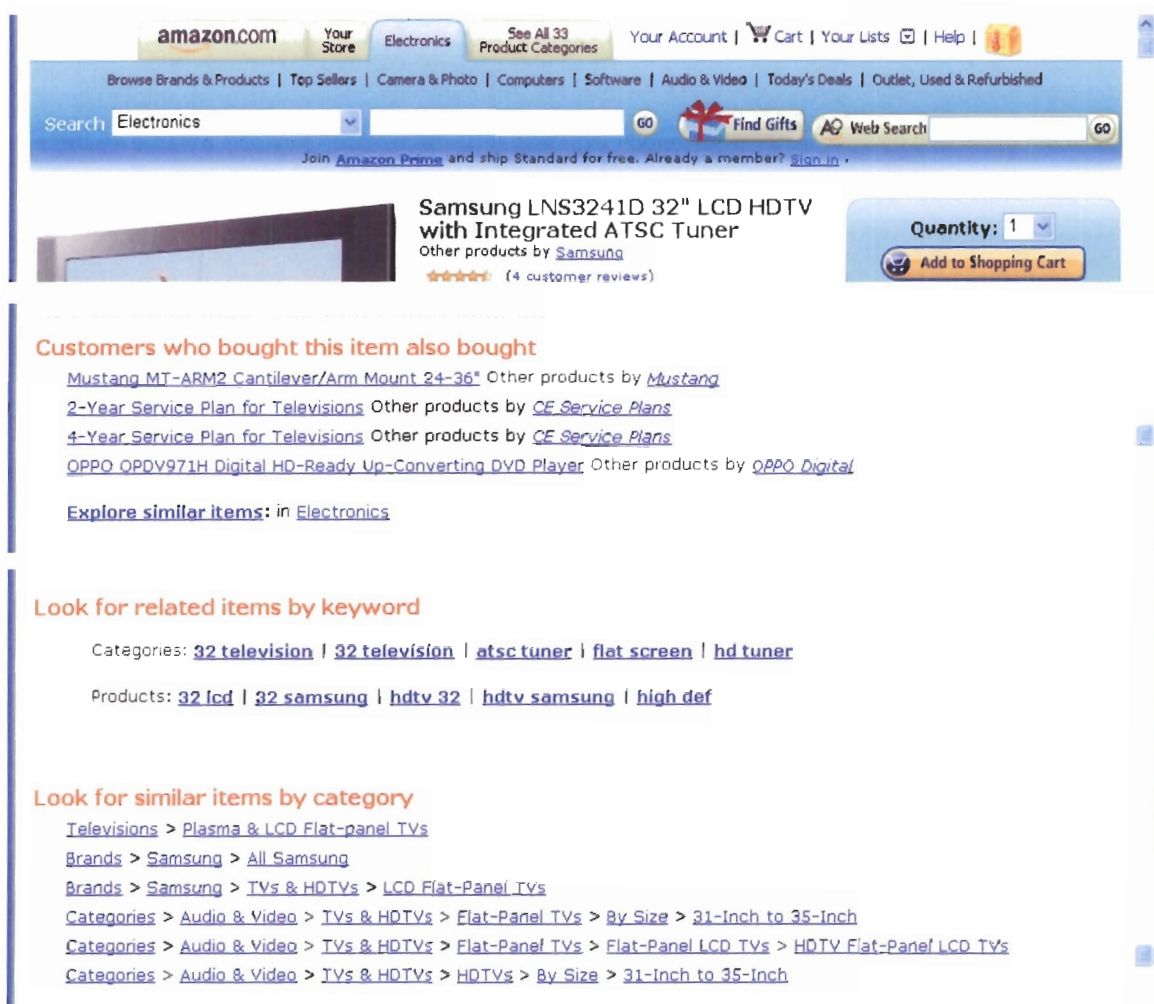 amazon.com Your Store Electronics See All 33 Product Categories Your Account | Cart | Your Lists | Help |
Browse Brands & Products | Top Sellers | Camera & Photo | Computers | Software | Audio & Video | Today's Deals | Outlet, Used & Refurbished
Search Electronics GO Find Gifts A9 Web Search GO
Join Amazon Prime and ship Standard for free. Already a member? Sign in
Samsung LNS3241D 32" LCD HDTV
with Integrated ATSC Tuner
Other products by Samsung
(4 customer reviews)
Quantity: 1
Add to Shopping Cart
Customers who bought this item also bought
Mustang MT-ARM2 Cantilever/Arm Mount 24-36" Other products by Mustang
2-Year Service Plan for Televisions Other products by CE Service Plans
4-Year Service Plan for Televisions Other products by CE Service Plans
OPPO OPDV971H Digital HD-Ready Up-Converting DVD Player Other products by OPPO Digital
Explore similar items: in Electronics
Look for related items by keyword
Categories: 32 television | 32 television | atsc tuner | flat screen | hd tuner
Products: 32 lcd | 32 samsung | hdtv 32 | hdtv samsung | high def
Look for similar items by category
Televisions > Plasma & LCD Flat-panel TVs
Brands > Samsung > All Samsung
Brands > Samsung > TVs & HDTVs > LCD Flat-Panel TVs
Categories > Audio & Video > TVs & HDTVs > Flat-Panel TVs > By Size > 31-Inch to 35-Inch
Categories > Audio & Video > TVs & HDTVs > Flat-Panel TVs > Flat-Panel LCD TVs > HDTV Flat-Panel LCD TVs
Categories > Audio & Video > TVs & HDTVs > HDTVs > By Size > 31-Inch to 35-Inch